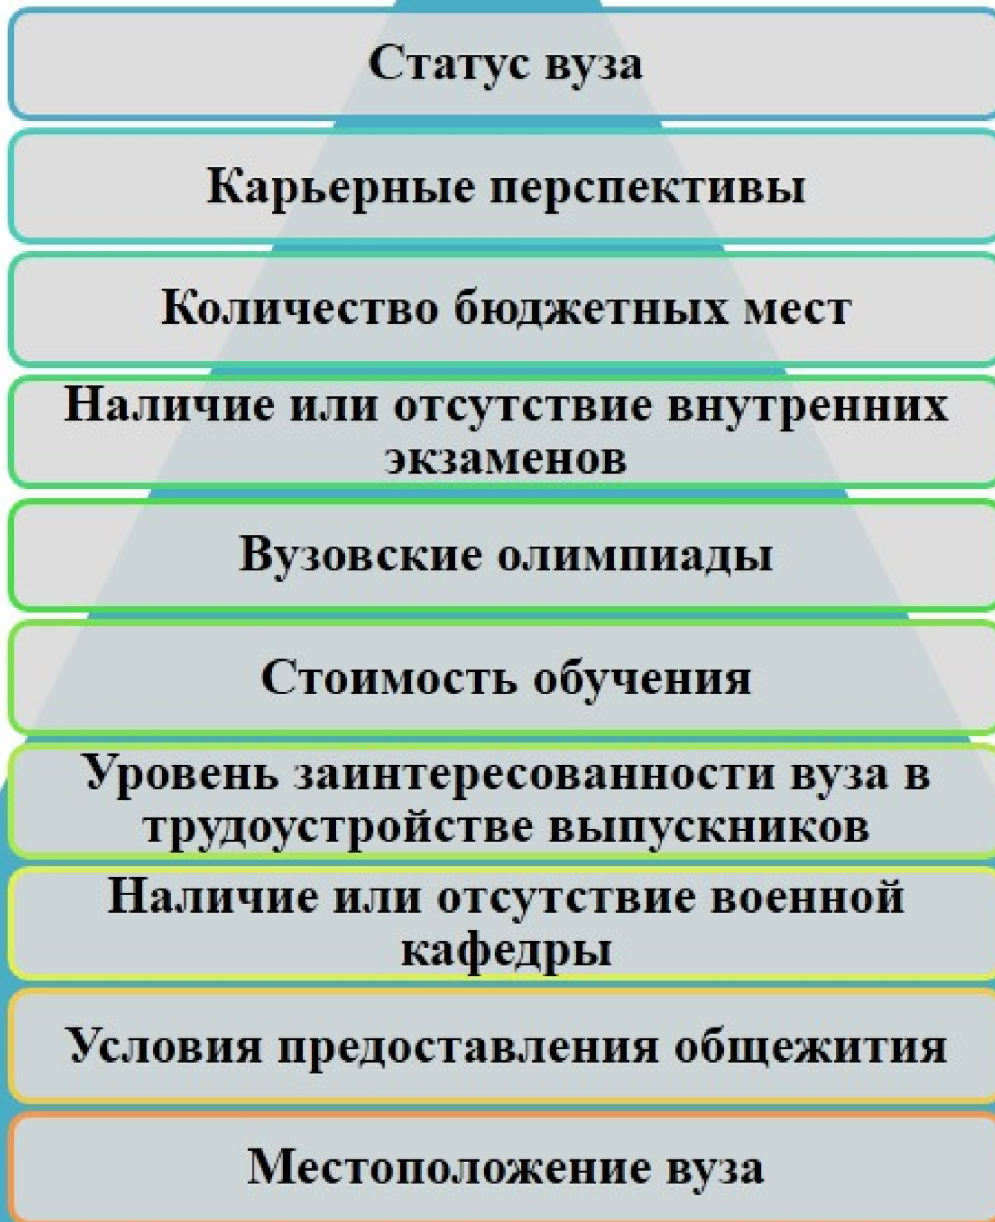 Статус вуза
Карьерные перспективы
Количество бюджетных мест
Наличие или отсутствие внутренних
экзаменов
Вузовские олимпиады
Стоимость обучения
Уровень заинтересованности вуза в
трудоустройстве выпускников
Наличие или отсутствие военной
кафедры
Условия предоставления общежития
Местоположение вуза